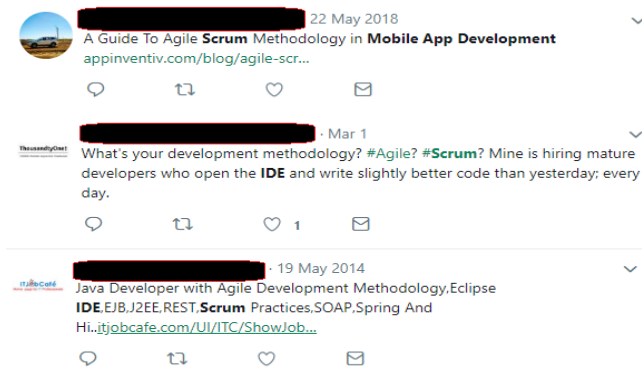 22 May 2018
A Guide To Agile Scrum Methodology in Mobile App Development
appinventiv.com/blog/agile-scr...
· Mar 1
ThousandtyOne!
What's your development methodology? #Agile? #Scrum? Mine is hiring mature
developers who open the IDE and write slightly better code than yesterday; every
day.
1
· 19 May 2014
ITJobCafé
Java Developer with Agile Development Methodology,Eclipse
IDE,EJB,J2EE,REST,Scrum Practices,SOAP,Spring And
Hi..itjobcafe.com/UI/ITC/ShowJob...